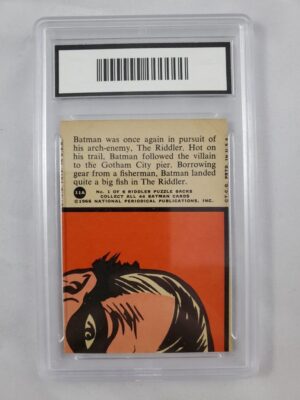 Batman was once again in pursuit of
his arch-enemy, The Riddler. Hot on
his trail, Batman followed the villain
to the Gotham City pier. Borrowing
gear from a fisherman, Batman landed
quite a big fish in The Riddler.
11A
No. 1 OF 6 RIDDLER PUZZLE BACKS
COLLECT ALL 44 BATMAN CARDS
©1966 NATIONAL PERIODICAL PUBLICATIONS, INC.